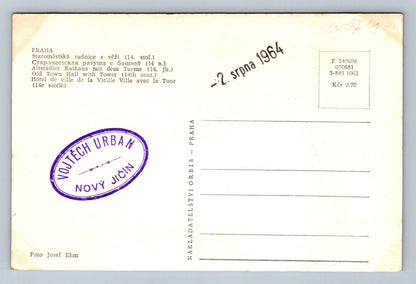 PRAHA
Staroměstská radnice s věží (14. stol.)
Староместская ратуша с башней (14 в.)
Altstädter Rathaus mit dem Turme (14. Jh.)
Old Town Hall with Tower (14th cent.)
Hôtel de ville de la Vieille Ville avec la Tour
(14e siècle)
-2. srpna 1964
Kčs 0,70
VOJTĚCH URBAN
NOVÝ JIČÍN
NAKLADATELSTVÍ ORBIS - PRAHA
Foto Josef Ehm